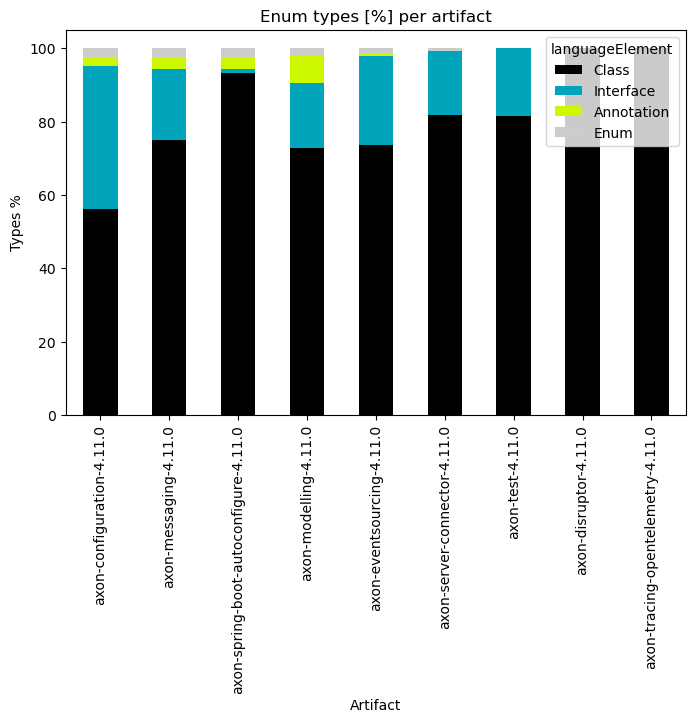 Enum types [%] per artifact
languageElement
Class
Interface
Annotation
Enum
100
80
60
40
20
0
Types %
axon-configuration-4.11.0
axon-messaging-4.11.0
axon-spring-boot-autoconfigure-4.11.0
axon-modelling-4.11.0
axon-eventsourcing-4.11.0
axon-server-connector-4.11.0
axon-test-4.11.0
axon-disruptor-4.11.0
axon-tracing-opentelemetry-4.11.0
Artifact